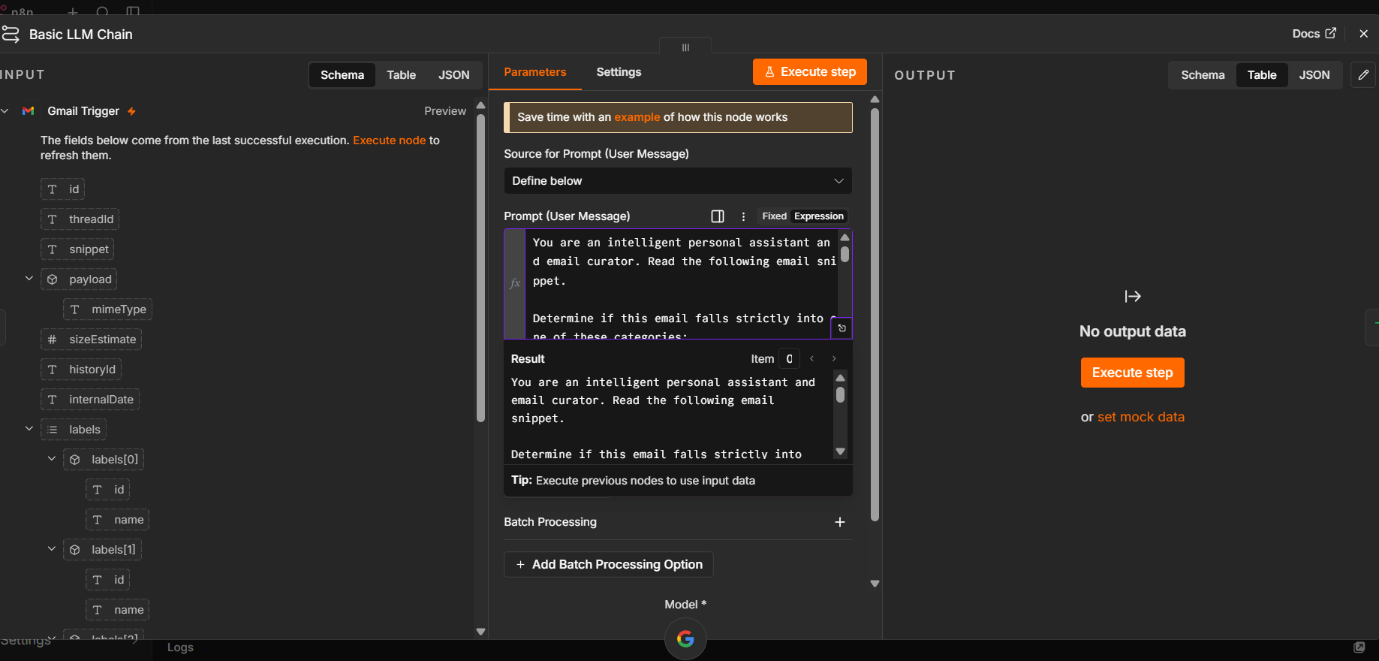 n8n
Basic LLM Chain
Docs
INPUT
Schema
Table
JSON
Gmail Trigger
Preview
The fields below come from the last successful execution. Execute node to
refresh them.
T id
T threadId
T snippet
payload
T mimeType
# sizeEstimate
T historyId
T internalDate
labels
labels[0]
T id
T name
labels[1]
T id
T name
labels[2]
Settings
Logs
Parameters
Settings
Execute step
Save time with an example of how this node works
Source for Prompt (User Message)
Define below
Prompt (User Message)
Fixed
Expression
fx
You are an intelligent personal assistant an
d email curator. Read the following email sni
ppet.
Determine if this email falls strictly into o
ne of these categories:
Result
Item 0
You are an intelligent personal assistant and
email curator. Read the following email
snippet.
Determine if this email falls strictly into
Tip: Execute previous nodes to use input data
Batch Processing
+
+ Add Batch Processing Option
Model *
OUTPUT
Schema
Table
JSON
No output data
Execute step
or set mock data